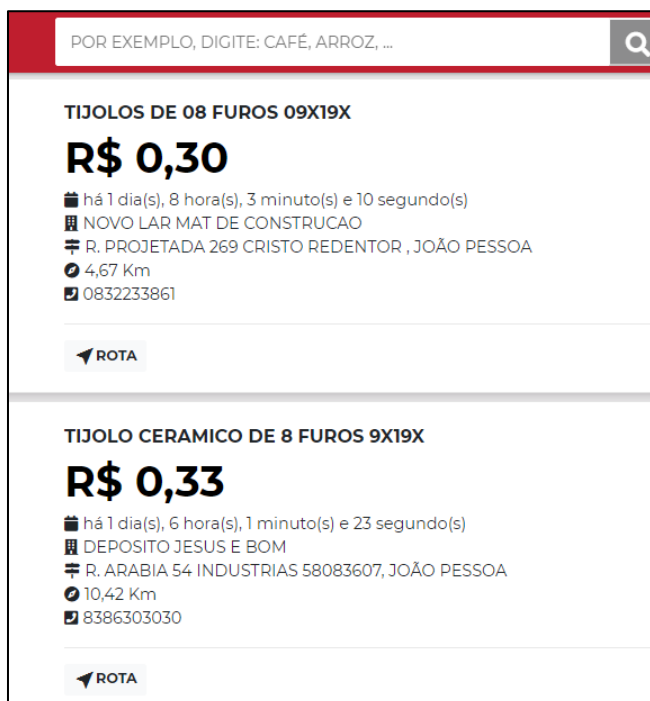 POR EXEMPLO, DIGITE: CAFÉ, ARROZ, ...
TIJOLOS DE 08 FUROS 09X19X
R$ 0,30
há 1 dia(s), 8 hora(s), 3 minuto(s) e 10 segundo(s)
NOVO LAR MAT DE CONSTRUCAO
R. PROJETADA 269 CRISTO REDENTOR , JOÃO PESSOA
4,67 Km
0832233861
ROTA
TIJOLO CERAMICO DE 8 FUROS 9X19X
R$ 0,33
há 1 dia(s), 6 hora(s), 1 minuto(s) e 23 segundo(s)
DEPOSITO JESUS E BOM
R. ARABIA 54 INDUSTRIAS 58083607, JOÃO PESSOA
10,42 Km
8386303030
ROTA